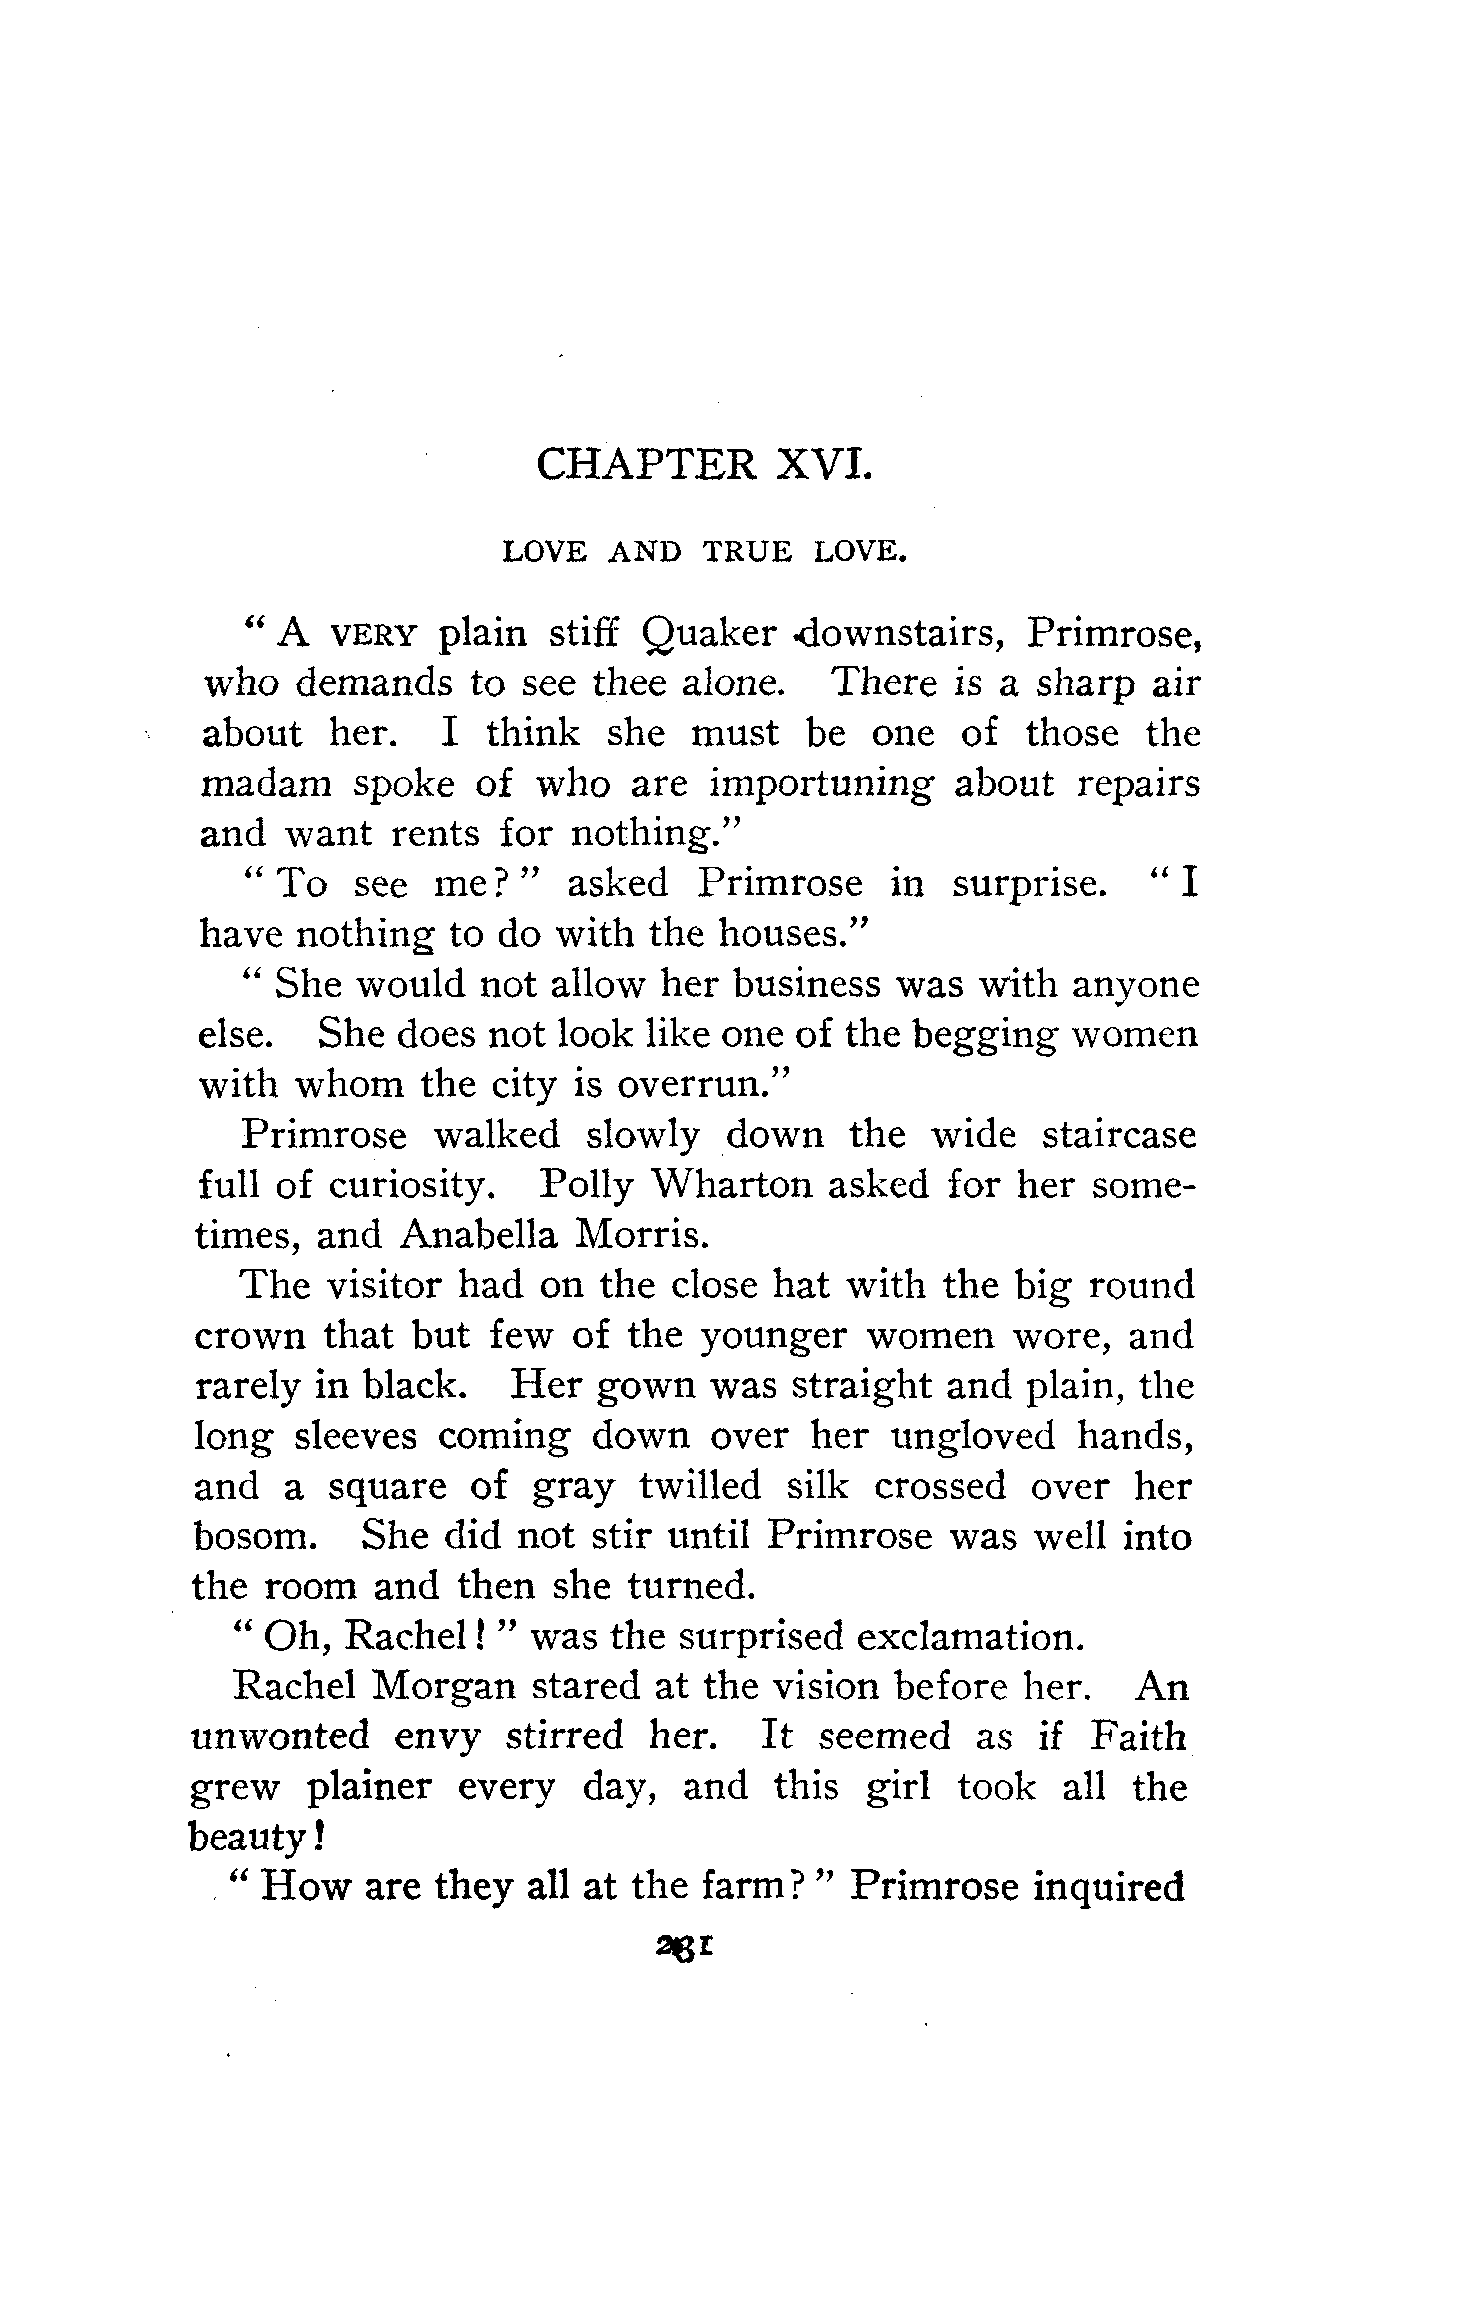 CHAPTER XVI.
LOVE AND TRUE LOVE.
" A VERY plain stiff Quaker downstairs, Primrose,
who demands to see thee alone. There is a sharp air
about her. I think she must be one of those the
madam spoke of who are importuning about repairs
and want rents for nothing."
" To see me? " asked Primrose in surprise. " I
have nothing to do with the houses."
" She would not allow her business was with anyone
else. She does not look like one of the begging women
with whom the city is overrun."
Primrose walked slowly down the wide staircase
full of curiosity. Polly Wharton asked for her some-
times, and Anabella Morris.
The visitor had on the close hat with the big round
crown that but few of the younger women wore, and
rarely in black. Her gown was straight and plain, the
long sleeves coming down over her ungloved hands,
and a square of gray twilled silk crossed over her
bosom. She did not stir until Primrose was well into
the room and then she turned.
" Oh, Rachel! " was the surprised exclamation.
Rachel Morgan stared at the vision before her. An
unwonted envy stirred her. It seemed as if Faith
grew plainer every day, and this girl took all the
beauty!
" How are they all at the farm? " Primrose inquired